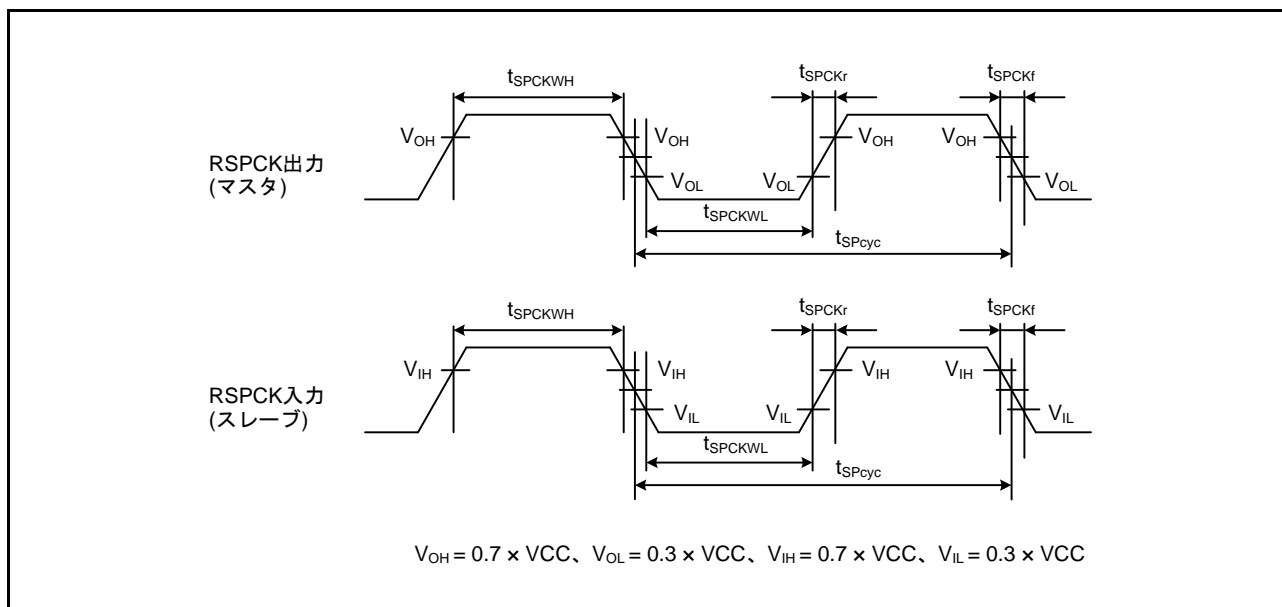 tSPCKWH tSPCKr tSPCKf
VOH VOH VOH VOH
RSPCK出力
(マスタ)
VOL VOL VOL
tSPCKWL
tSPcyc
tSPCKWH tSPCKr tSPCKf
VIH VIH VIH VIH
RSPCK入力
(スレーブ)
VIL VIL VIL
tSPCKWL
tSPcyc
VOH = 0.7 × VCC、VOL = 0.3 × VCC、VIH = 0.7 × VCC、VIL = 0.3 × VCC